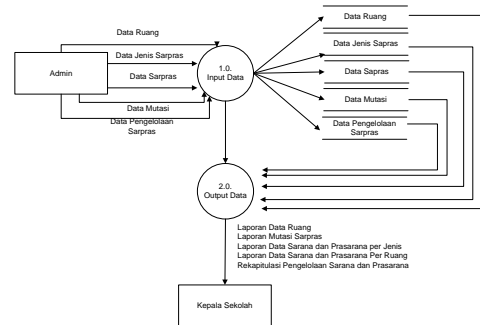 Data Ruang
Data Jenis Sarpras
Data Sarpras
Data Mutasi
Data Pengelolaan
Sarpras
Admin
1.0.
Input Data
Data Ruang
Data Jenis Sapras
Data Sapras
Data Mutasi
Data Pengelolaan
Sarpras
2.0.
Output Data
Laporan Data Ruang
Laporan Mutasi Sarpras
Laporan Data Sarana dan Prasarana per Jenis
Laporan Data Sarana dan Prasarana Per Ruang
Rekapitulasi Pengelolaan Sarana dan Prasarana
Kepala Sekolah